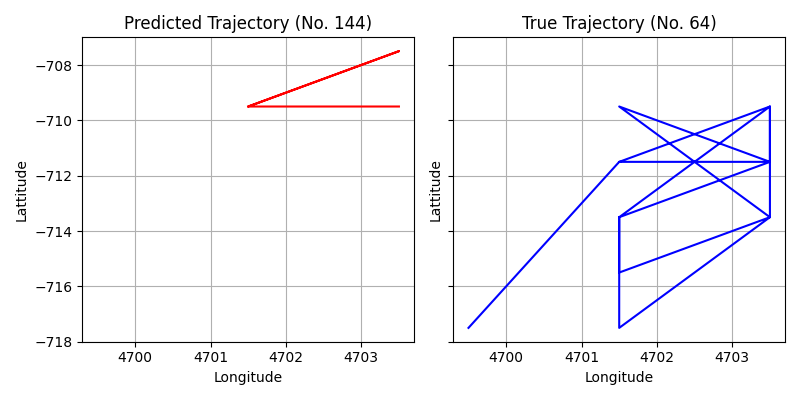 Predicted Trajectory (No. 144)
True Trajectory (No. 64)
−708
−710
−712
−714
−716
−718
Lattitude
Lattitude
4700 4701 4702 4703
4700 4701 4702 4703
Longitude
Longitude